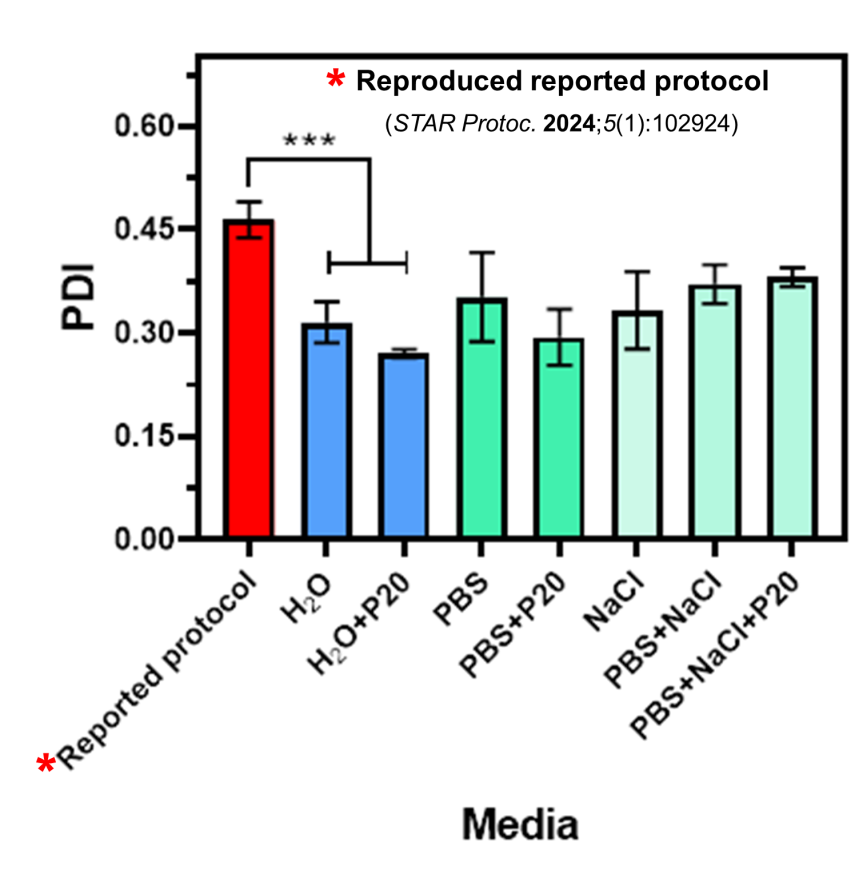 * Reproduced reported protocol
(STAR Protoc. 2024;5(1):102924)
***
0.60
0.45
0.30
0.15
0.00
PDI
*Reported protocol
H₂O
H₂O+P20
PBS
PBS+P20
NaCl
PBS+NaCl
PBS+NaCl+P20
Media